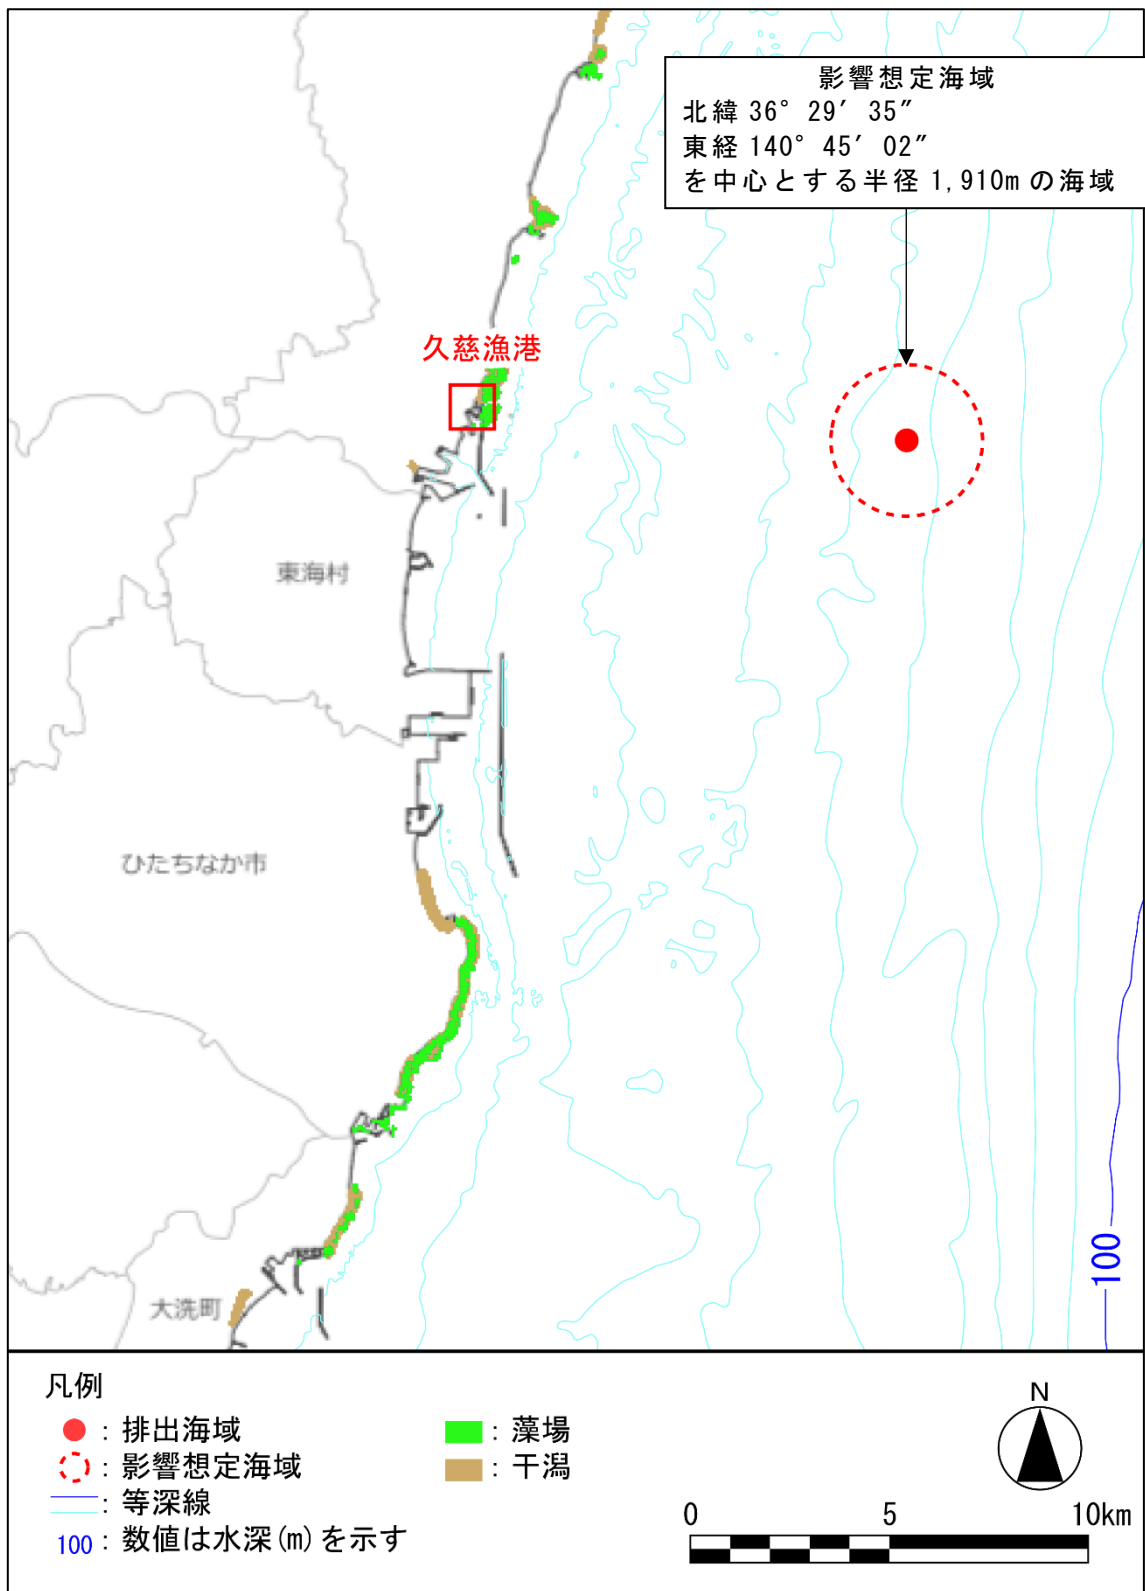 影響想定海域
北緯 36° 29′ 35″
東経 140° 45′ 02″
を中心とする半径 1,910m の海域
久慈漁港
東海村
ひたちなか市
大洗町
100
凡例
：排出海域
：影響想定海域
：等深線
100：数値は水深(m)を示す
：藻場
：干潟
N
0 5 10km